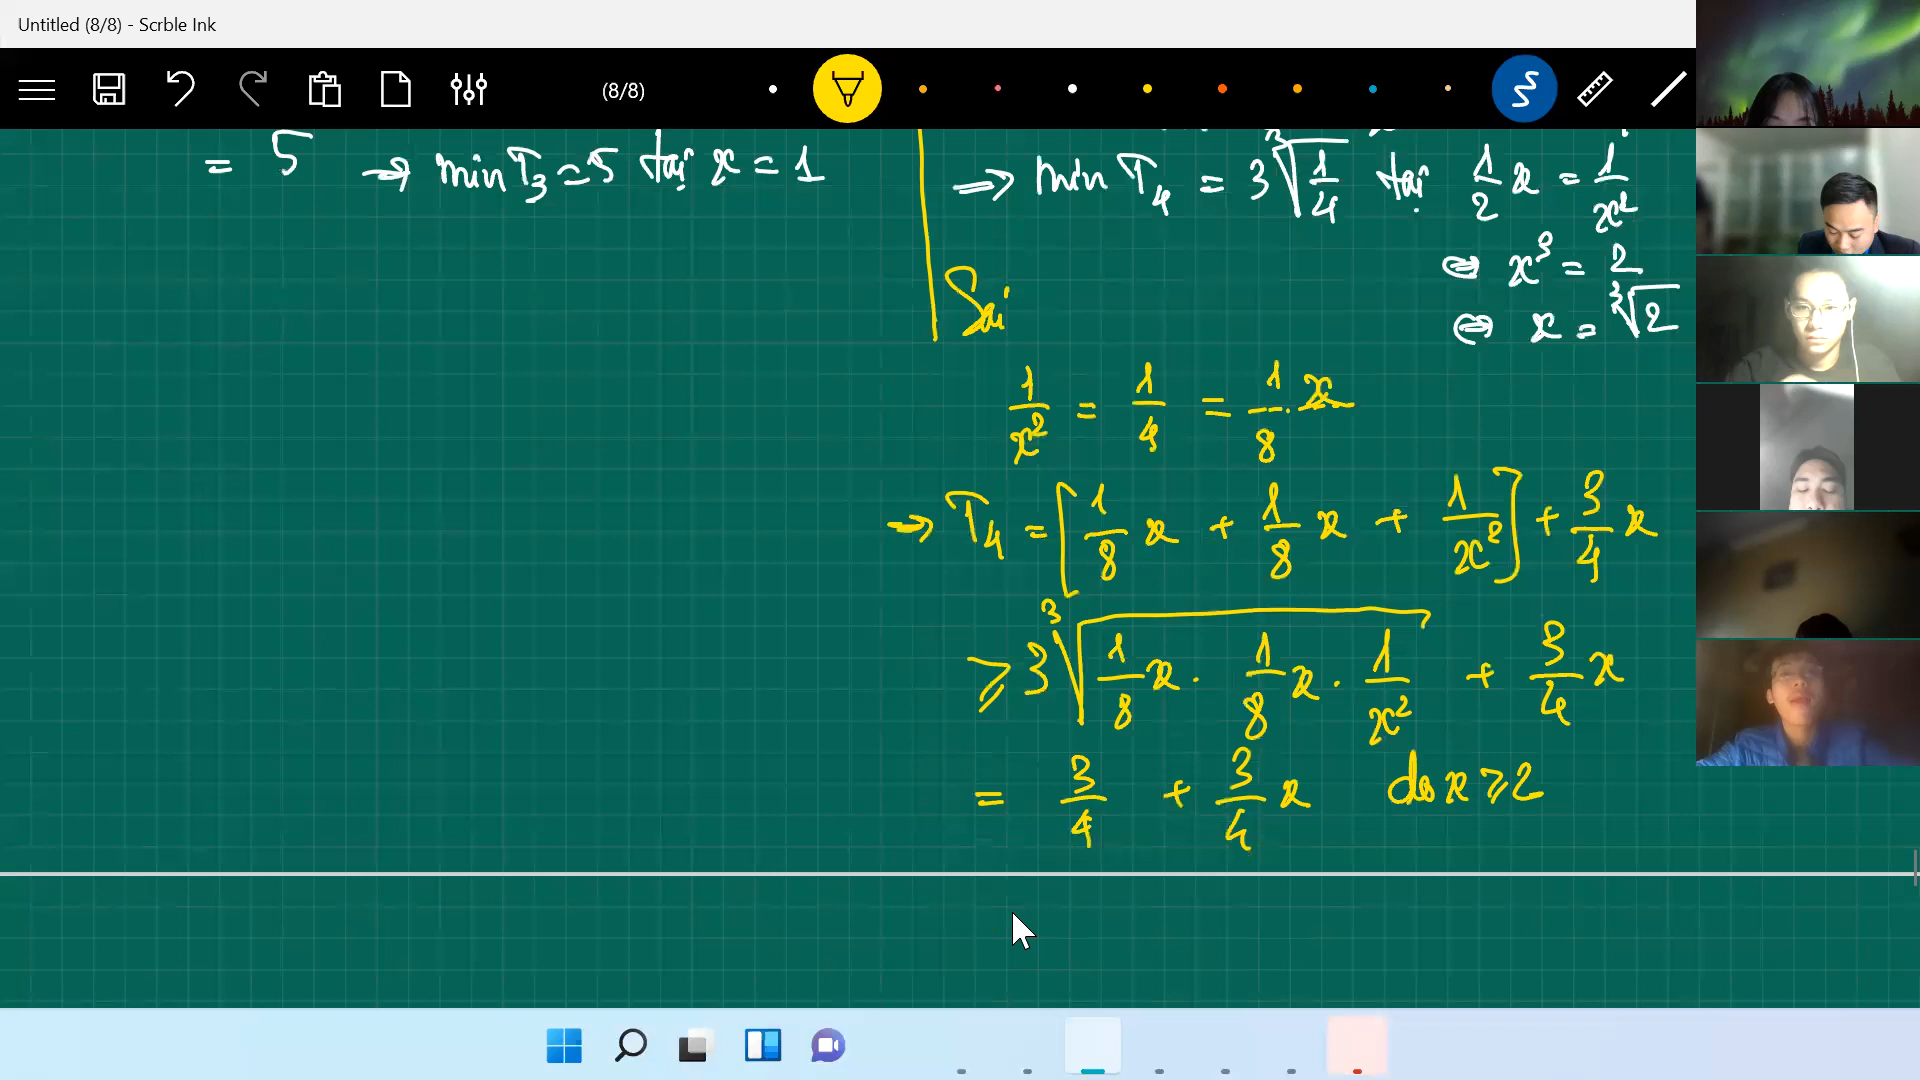 Untitled (8/8) - Scrble Ink
(8/8)
= 5 → min T₃ = 5 tại x = 1
⇒ min T₄ = 3∛(1/4) tại 1/2 x = 1/x²
⇔ x³ = 2
⇔ x = ∛2
Sai
1/x² = 1/4 = 1/8 . x
→ T₄ = [1/8 x + 1/8 x + 1/x²] + 3/4 x
⩾ 3∛(1/8 x . 1/8 x . 1/x²) + 3/4 x
= 3/4 + 3/4 x do x ⩾ 2